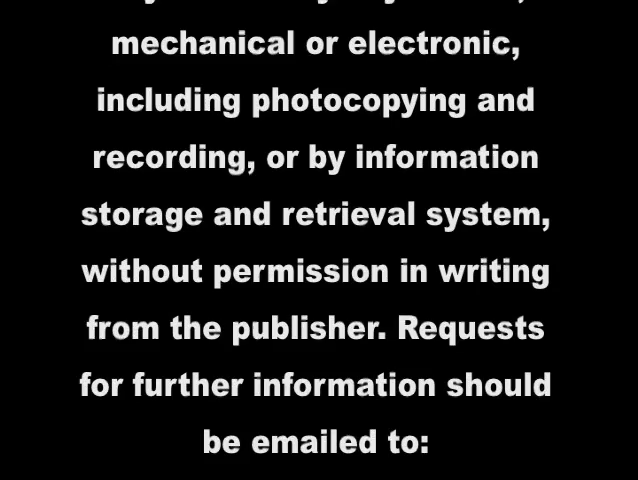 mechanical or electronic,
including photocopying and
recording, or by information
storage and retrieval system,
without permission in writing
from the publisher. Requests
for further information should
be emailed to: